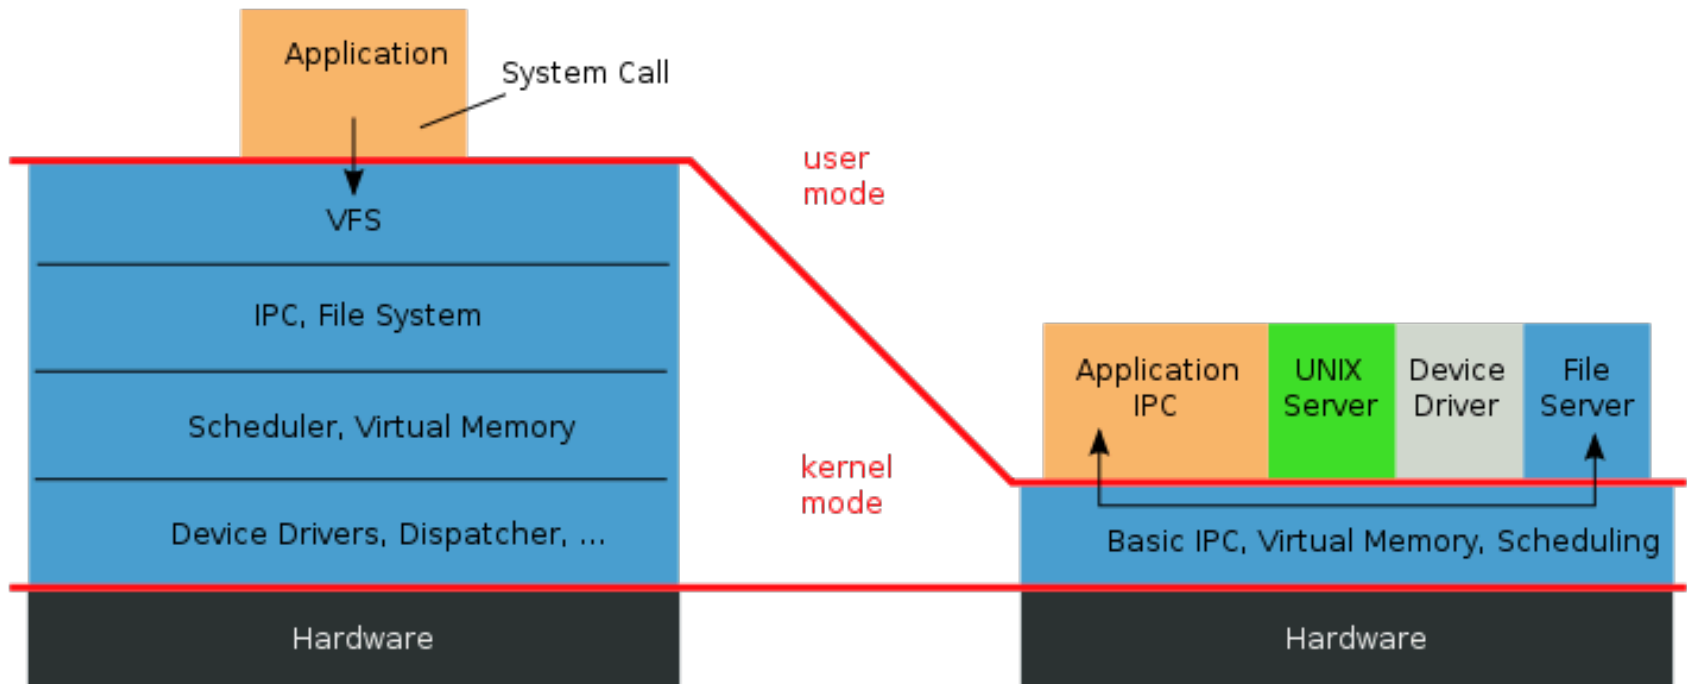 Application
System Call
VFS
IPC, File System
Scheduler, Virtual Memory
Device Drivers, Dispatcher, ...
Hardware
user
mode
kernel
mode
Application
IPC
UNIX
Server
Device
Driver
File
Server
Basic IPC, Virtual Memory, Scheduling
Hardware